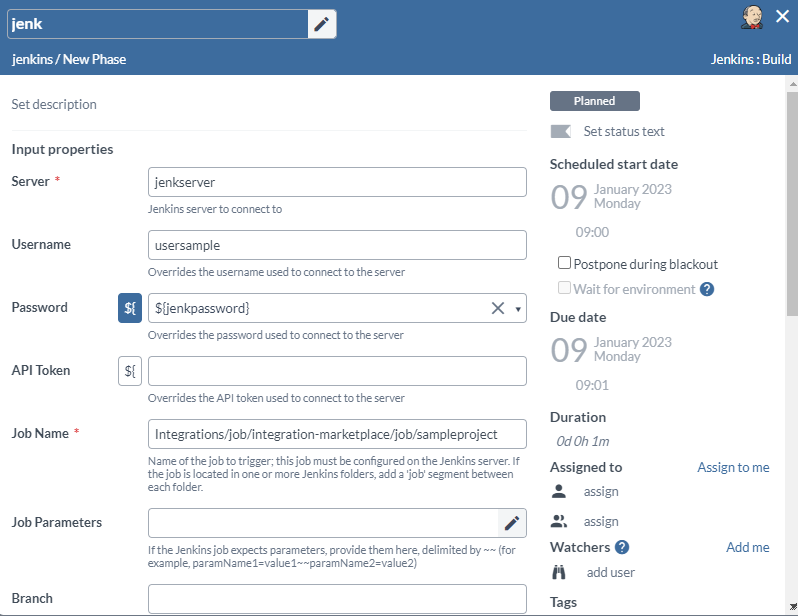 jenk
jenkins / New Phase
Jenkins : Build
Set description
Input properties
Server *
jenkserver
Jenkins server to connect to
Username
usersample
Overrides the username used to connect to the server
Password
${
${jenkpassword}
Overrides the password used to connect to the server
API Token
${
Overrides the API token used to connect to the server
Job Name *
Integrations/job/integration-marketplace/job/sampleproject
Name of the job to trigger; this job must be configured on the Jenkins server. If
the job is located in one or more Jenkins folders, add a 'job' segment between
each folder.
Job Parameters
If the Jenkins job expects parameters, provide them here, delimited by ~~ (for
example, paramName1=value1~~paramName2=value2)
Branch
Planned
Set status text
Scheduled start date
09 January 2023
Monday
09:00
Postpone during blackout
Wait for environment ?
Due date
09 January 2023
Monday
09:01
Duration
0d 0h 1m
Assigned to
Assign to me
assign
assign
Watchers ?
Add me
add user
Tags